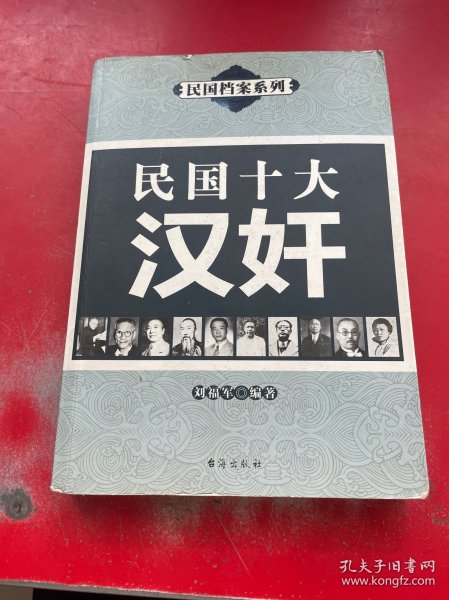 民国档案系列
民国十大
汉奸
刘福军◎编著
台海出版社
孔夫子旧书网
www.kongfz.com